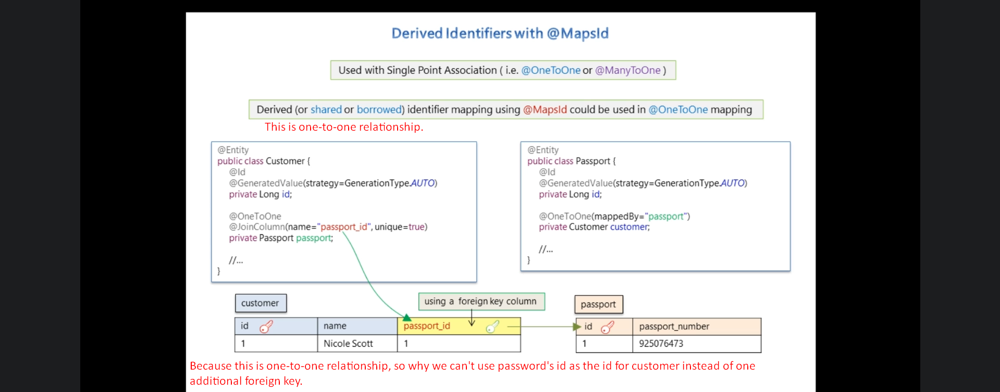 Derived Identifiers with @MapsId
Used with Single Point Association ( i.e. @OneToOne or @ManyToOne )
Derived (or shared or borrowed) identifier mapping using @MapsId could be used in @OneToOne mapping
This is one-to-one relationship.
@Entity
public class Customer {
@Id
@GeneratedValue(strategy=GenerationType.AUTO)
private Long id;
@OneToOne
@JoinColumn(name="passport_id", unique=true)
private Passport passport;
//...
}
@Entity
public class Passport {
@Id
@GeneratedValue(strategy=GenerationType.AUTO)
private Long id;
@OneToOne(mappedBy="passport")
private Customer customer;
//...
}
customer
using a foreign key column
passport
id name passport_id
1 Nicole Scott 1
id passport_number
1 925076473
Because this is one-to-one relationship, so why we can't use password's id as the id for customer instead of one
additional foreign key.